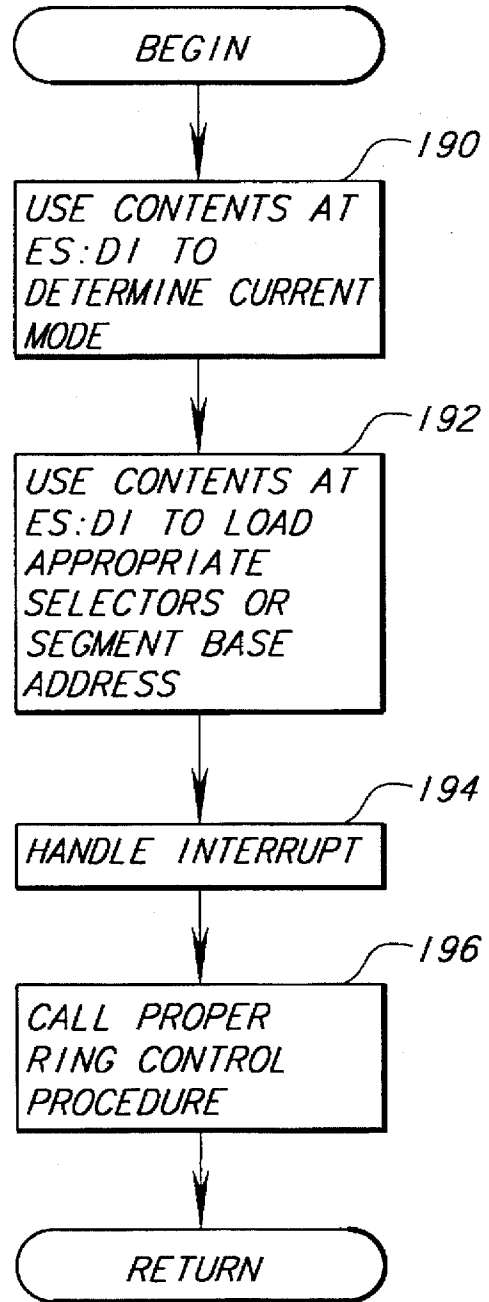 BEGIN
190
USE CONTENTS AT
ES:DI TO
DETERMINE CURRENT
MODE
192
USE CONTENTS AT
ES:DI TO LOAD
APPROPRIATE
SELECTORS OR
SEGMENT BASE
ADDRESS
194
HANDLE INTERRUPT
196
CALL PROPER
RING CONTROL
PROCEDURE
RETURN